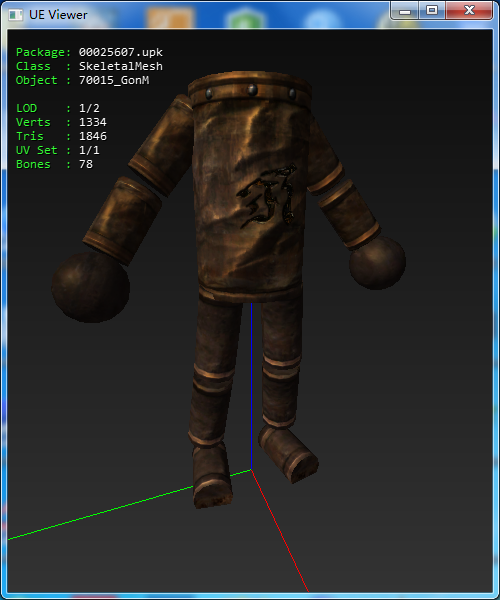 UE Viewer
Package: 00025607.upk
Class : SkeletalMesh
Object : 70015_GonM
LOD : 1/2
Verts : 1334
Tris : 1846
UV Set : 1/1
Bones : 78